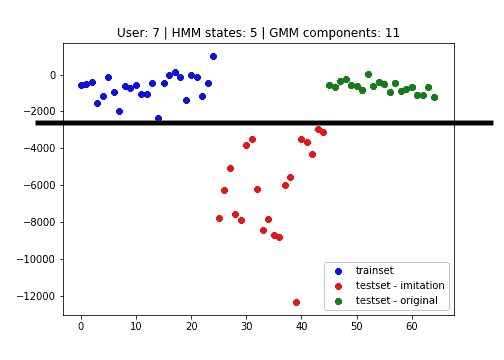 User: 7 | HMM states: 5 | GMM components: 11
0
−2000
−4000
−6000
−8000
−10000
−12000
trainset
testset - imitation
testset - original
0 10 20 30 40 50 60